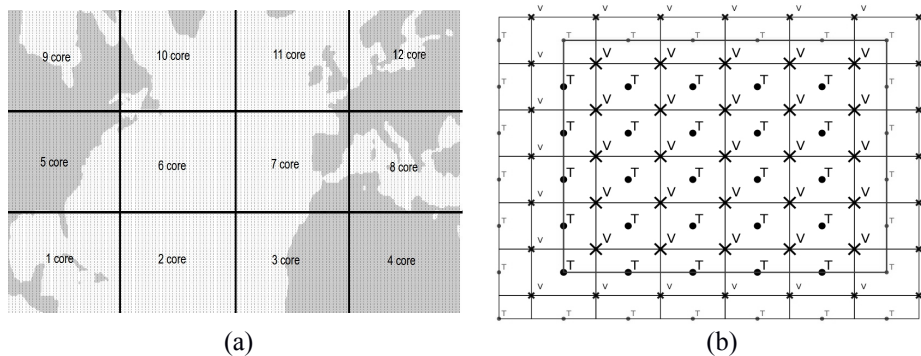 9 core 10 core 11 core 12 core
5 core 6 core 7 core 8 core
1 core 2 core 3 core 4 core
(a)
v v v v v v
T T T T T T T
v V V V V V
T T T T T T T
v V V V V V
T T T T T T T
v V V V V V
T T T T T T T
v V V V V V
T T T T T T T
v V V V V V
T T T T T T T
v v v v v v
T T T T T T T
(b)